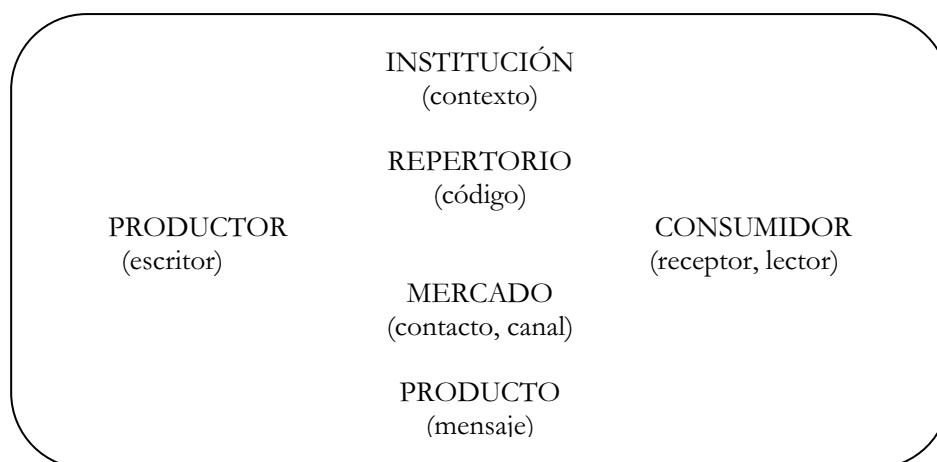 INSTITUCIÓN
(contexto)
REPERTORIO
(código)
PRODUCTOR
(escritor)
CONSUMIDOR
(receptor, lector)
MERCADO
(contacto, canal)
PRODUCTO
(mensaje)